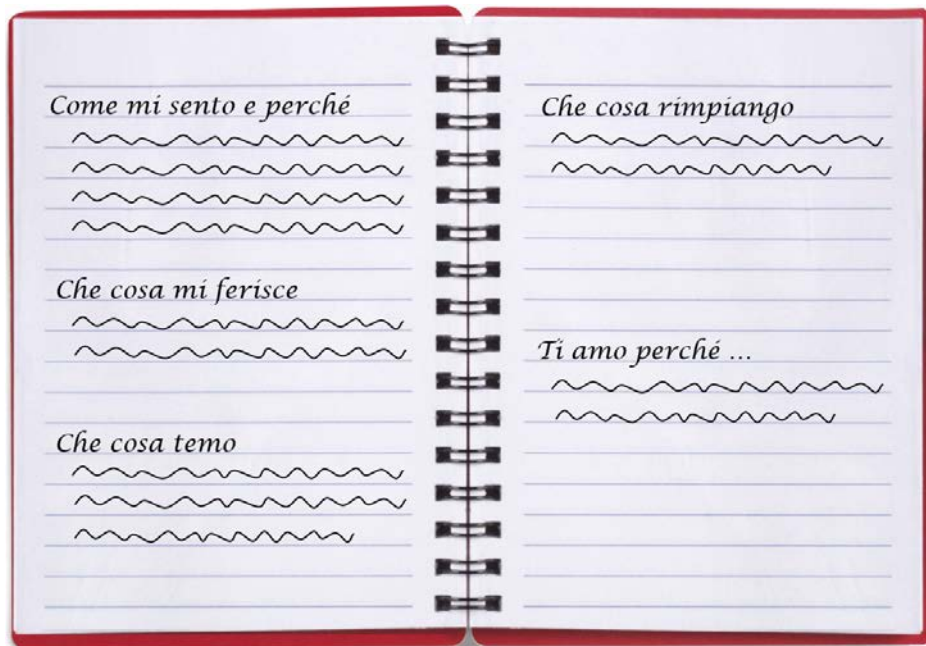 Come mi sento e perché
Che cosa mi ferisce
Che cosa temo
Che cosa rimpiango
Ti amo perché ...